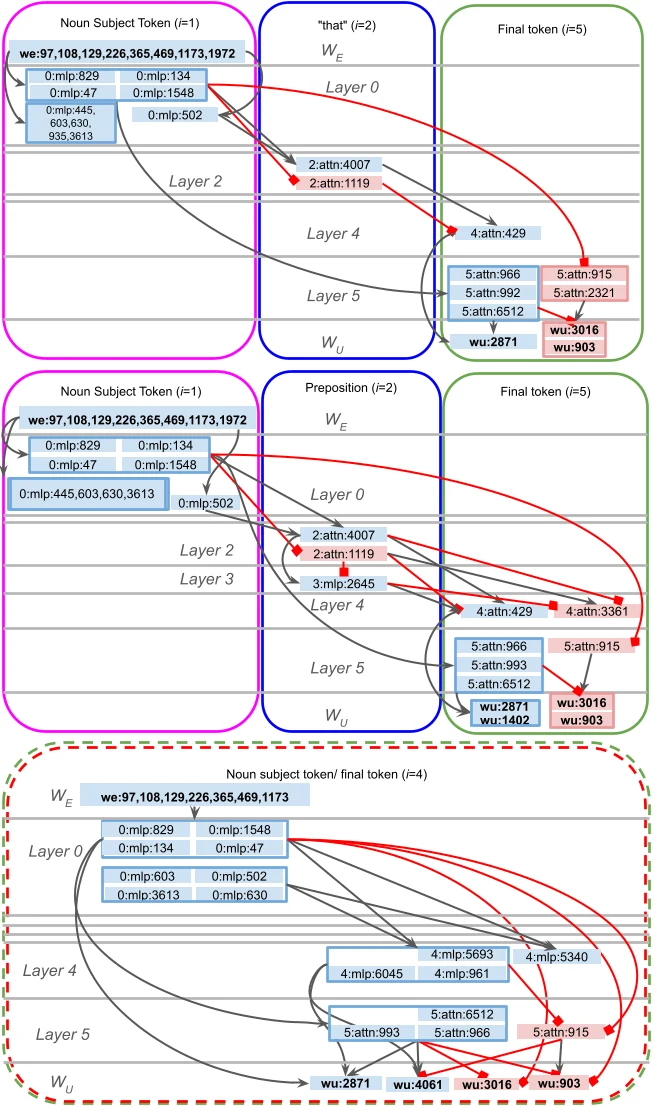 Noun Subject Token (i=1)
"that" (i=2)
Final token (i=5)
we:97,108,129,226,365,469,1173,1972
W_E
0:mlp:829 0:mlp:134
0:mlp:47 0:mlp:1548
Layer 0
0:mlp:445,
603,630,
935,3613
0:mlp:502
2:attn:4007
2:attn:1119
Layer 2
Layer 4
4:attn:429
Layer 5
5:attn:966
5:attn:992
5:attn:6512
5:attn:915
5:attn:2321
W_U
wu:2871
wu:3016
wu:903
Noun Subject Token (i=1)
Preposition (i=2)
Final token (i=5)
we:97,108,129,226,365,469,1173,1972
W_E
0:mlp:829 0:mlp:134
0:mlp:47 0:mlp:1548
0:mlp:445,603,630,3613
0:mlp:502
Layer 0
2:attn:4007
Layer 2
2:attn:1119
Layer 3
3:mlp:2645
Layer 4
4:attn:429
4:attn:3361
5:attn:966
5:attn:915
Layer 5
5:attn:993
5:attn:6512
W_U
wu:2871
wu:1402
wu:3016
wu:903
Noun subject token/ final token (i=4)
W_E
we:97,108,129,226,365,469,1173
0:mlp:829 0:mlp:1548
Layer 0
0:mlp:134 0:mlp:47
0:mlp:603 0:mlp:502
0:mlp:3613 0:mlp:630
4:mlp:5693
4:mlp:5340
Layer 4
4:mlp:6045 4:mlp:961
5:attn:6512
Layer 5
5:attn:993 5:attn:966
5:attn:915
W_U
wu:2871 wu:4061 wu:3016 wu:903